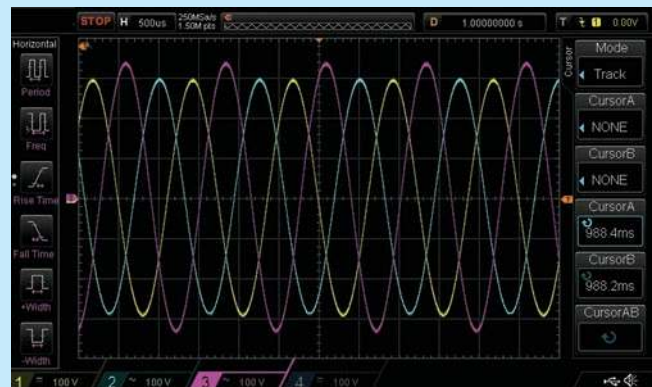 STOP H 500us 250MSa/s 1.50M pts D 1.00000000 s T 1 0.00V
Horizontal
Period
Freq
Rise Time
Fall Time
+Width
-Width
Cursor
Mode
Track
CursorA
NONE
CursorB
NONE
CursorA
988.4ms
CursorB
988.2ms
CursorAB
T
1 = 100 V 2 ~ 100 V 3 ~ 100 V 4 = 100 V